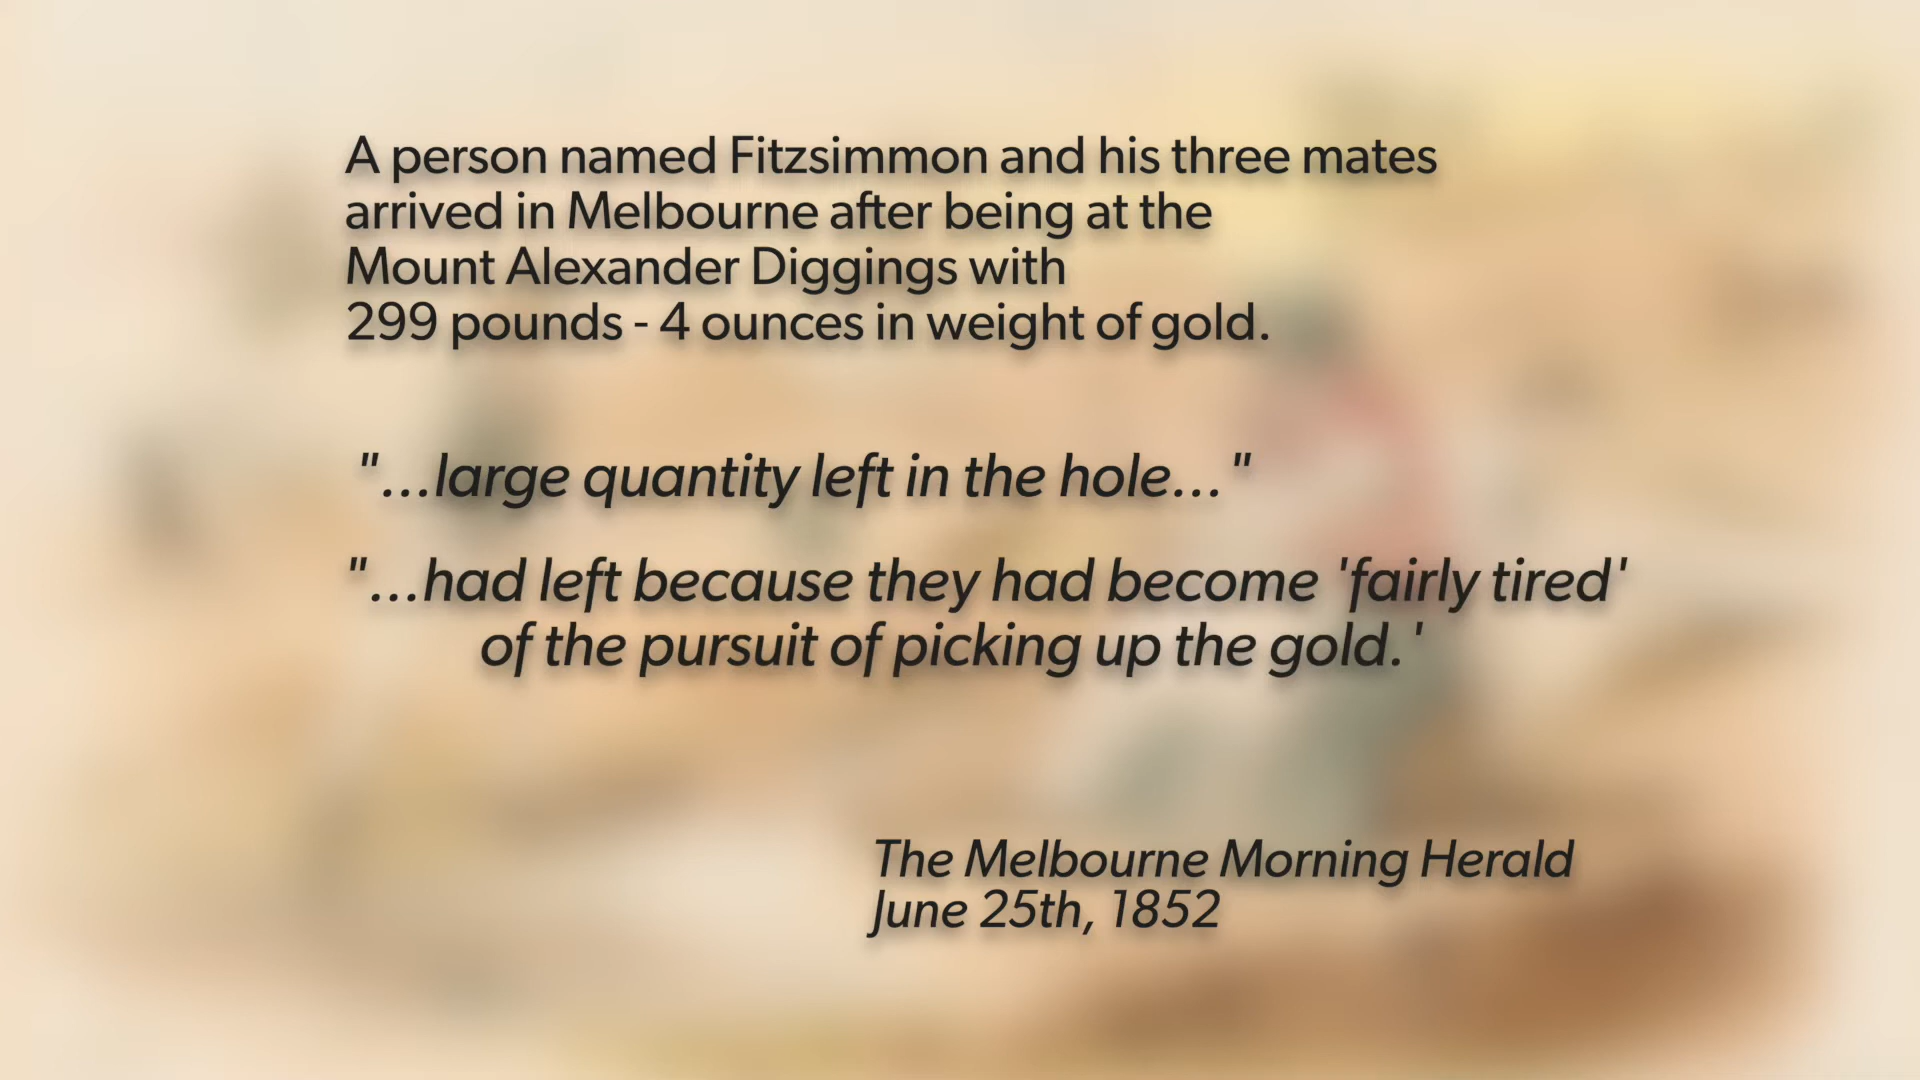 A person named Fitzsimmon and his three mates
arrived in Melbourne after being at the
Mount Alexander Diggings with
299 pounds - 4 ounces in weight of gold.
"...large quantity left in the hole..."
"...had left because they had become 'fairly tired'
of the pursuit of picking up the gold.'
The Melbourne Morning Herald
June 25th, 1852